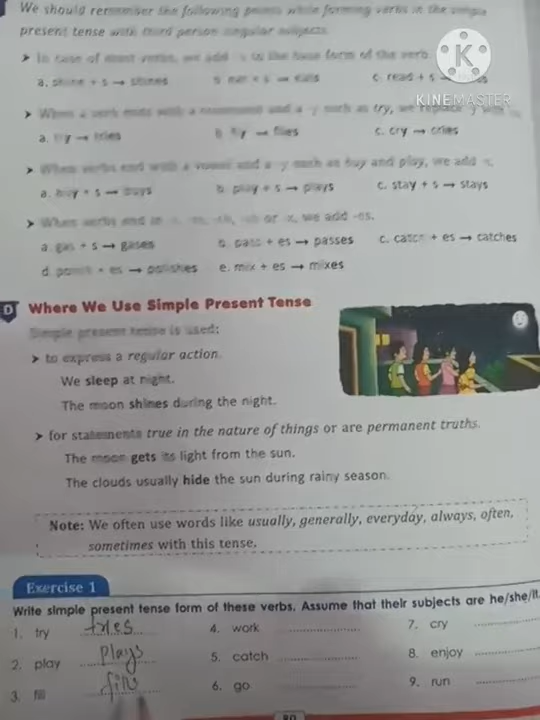 We should remember the following points while forming verbs in the simple
present tense with third person singular subjects.
In case of most verbs, we add -s to the base form of the verb.
a. shine + s → shines b. eat + s → eats c. read + s →
KINEMASTER
When a verb ends with a consonant and a -y such as try, we replace -y with
a. try → tries b. fly → flies c. cry → cries
When verbs end with a vowel and a -y such as buy and play, we add -s.
a. buy + s → buys b. play + s → plays c. stay + s → stays
When verbs end in or -x, we add -es.
a. gas + s → gases b. pass + es → passes c. catch + es → catches
d. polish + es → polishes e. mix + es → mixes
D Where We Use Simple Present Tense
Simple present tense is used:
to express a regular action.
We sleep at night.
The moon shines during the night.
for statements true in the nature of things or are permanent truths.
The moon gets its light from the sun.
The clouds usually hide the sun during rainy season.
Note: We often use words like usually, generally, everyday, always, often,
sometimes with this tense.
Exercise 1
Write simple present tense form of these verbs. Assume that their subjects are he/she/it.
1. try tries 4. work 7. cry
2. play plays 5. catch 8. enjoy
3. fill 6. go 9. run
80